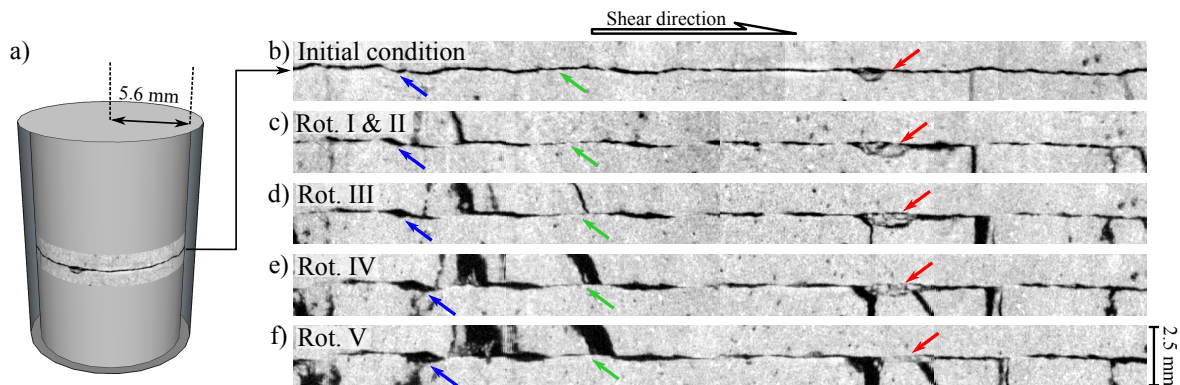 a)
5.6 mm
Shear direction
b) Initial condition
c) Rot. I & II
d) Rot. III
e) Rot. IV
f) Rot. V
2.5 mm